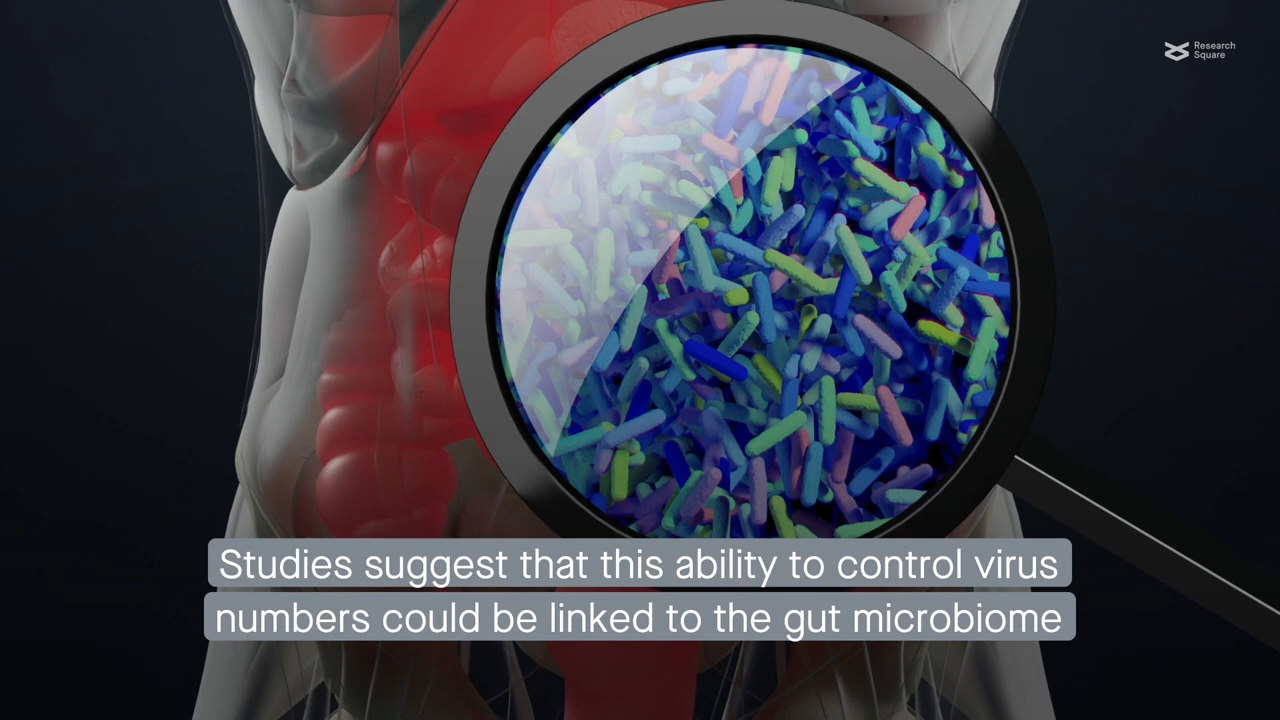 Research
Square
Studies suggest that this ability to control virus
numbers could be linked to the gut microbiome